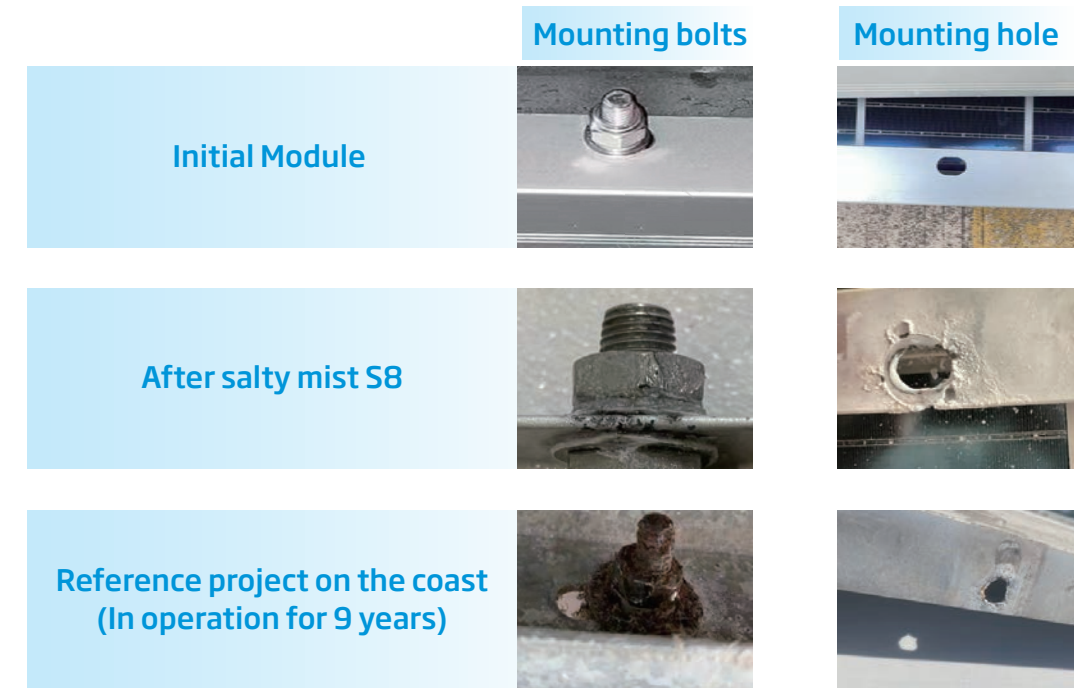 Mounting bolts
Mounting hole
Initial Module
After salty mist S8
Reference project on the coast
(In operation for 9 years)